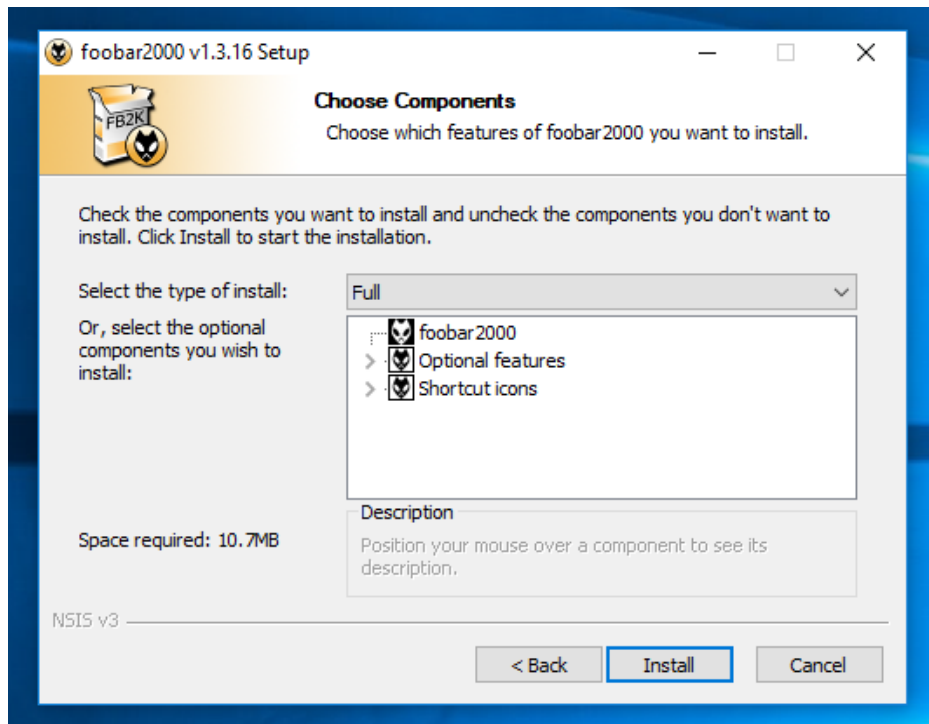 foobar2000 v1.3.16 Setup
FB2K
Choose Components
Choose which features of foobar2000 you want to install.
Check the components you want to install and uncheck the components you don't want to
install. Click Install to start the installation.
Select the type of install:
Full
Or, select the optional
components you wish to
install:
foobar2000
Optional features
Shortcut icons
Space required: 10.7MB
Description
Position your mouse over a component to see its
description.
NSIS v3
< Back
Install
Cancel